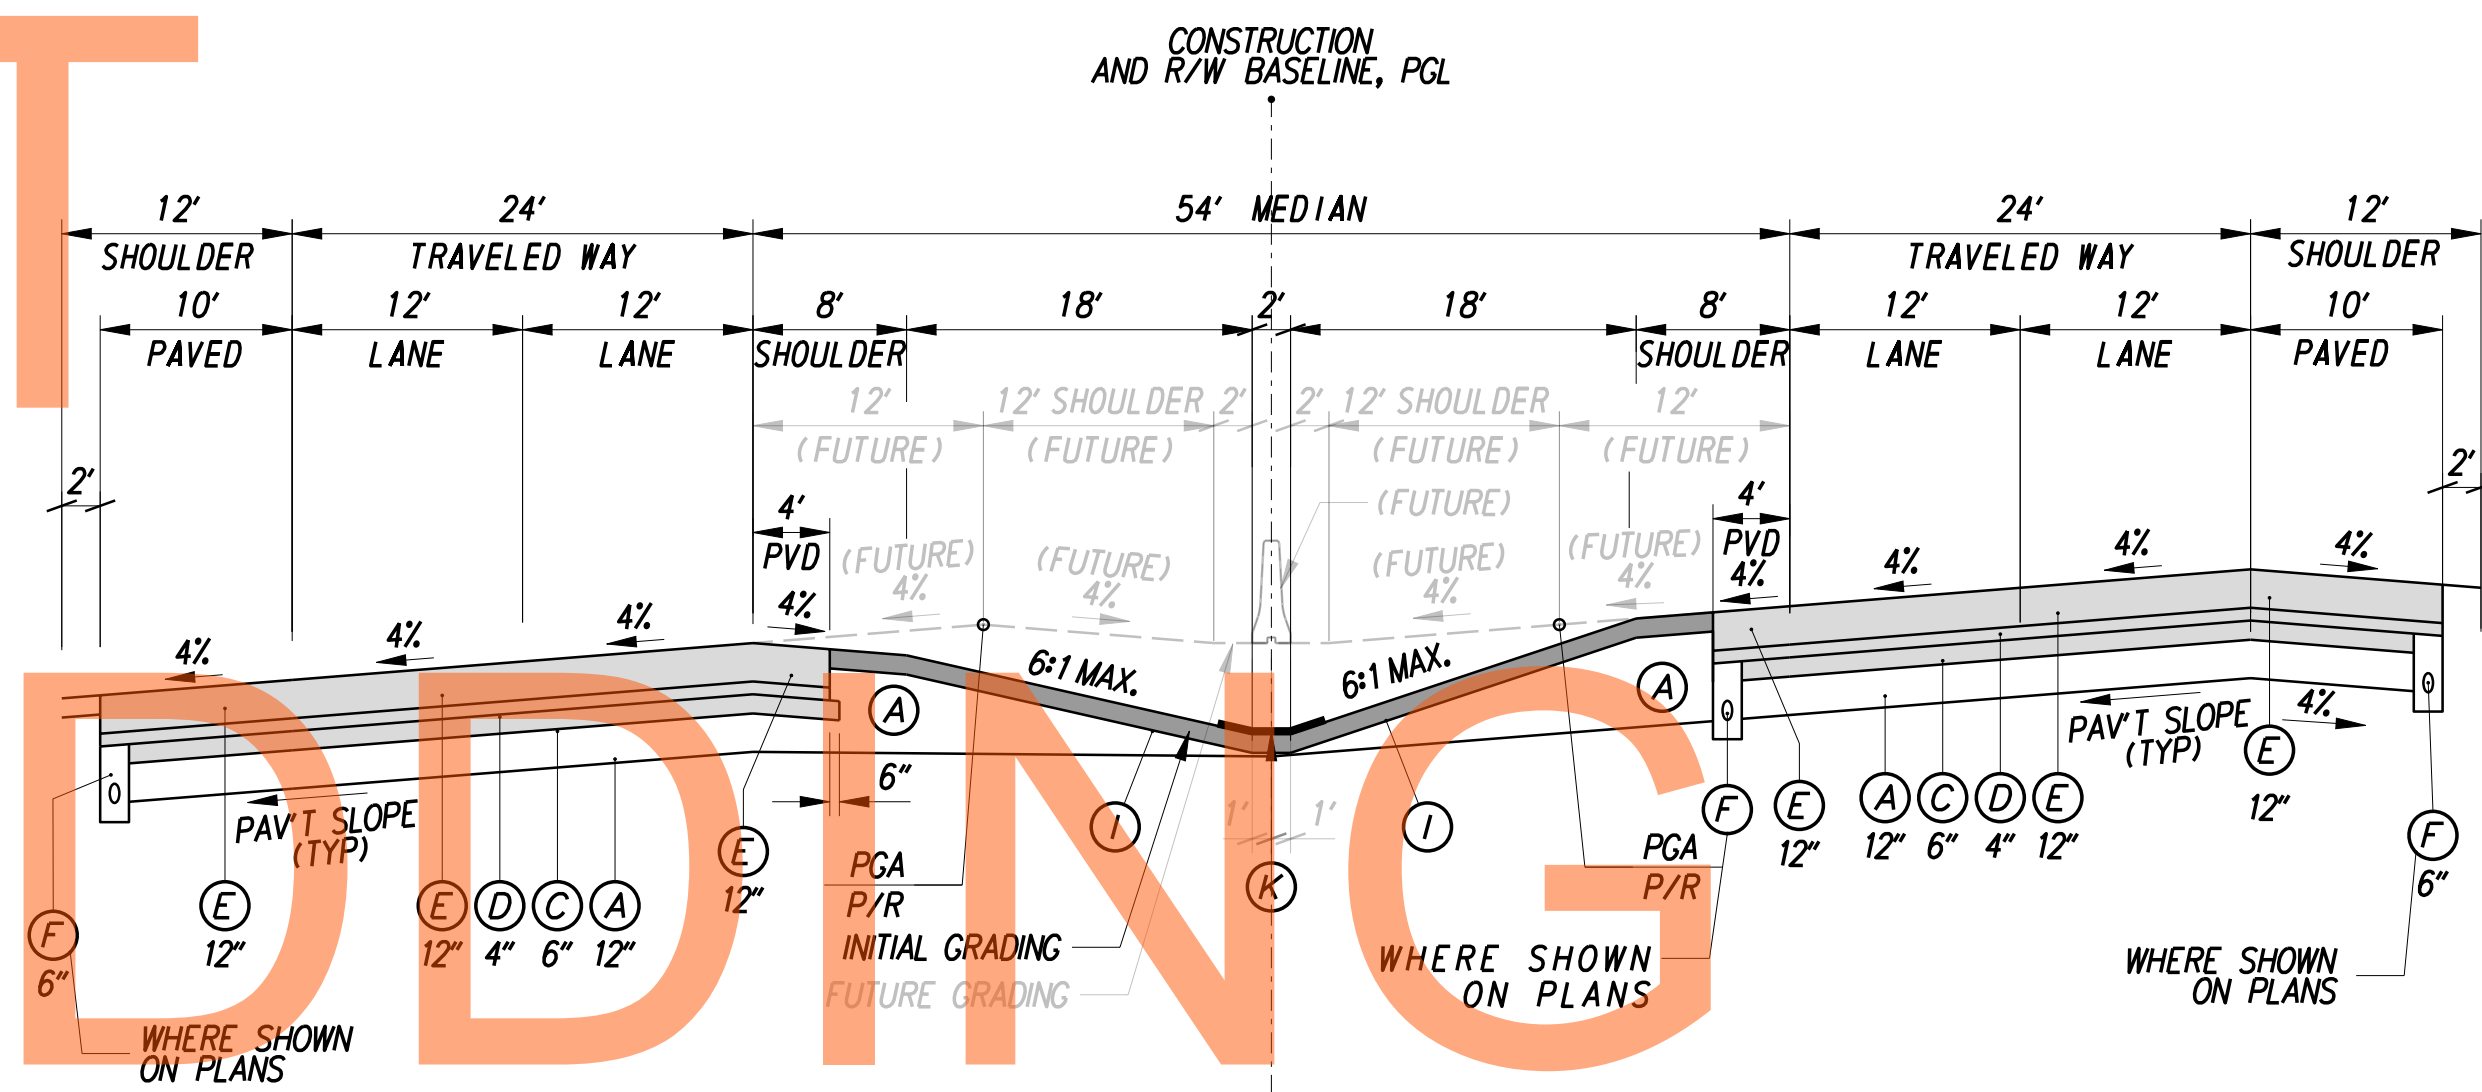 CONSTRUCTION
AND R/W BASELINE, PGL
12' 24' 54' MEDIAN 24' 12'
SHOULDER TRAVELED WAY TRAVELED WAY SHOULDER
10' 12' 12' 8' 18' 2' 18' 8' 12' 12' 10'
PAVED LANE LANE SHOULDER SHOULDER LANE LANE PAVED
12' 12' SHOULDER 2' 2' 12' SHOULDER 12'
(FUTURE) (FUTURE) (FUTURE) (FUTURE)
2' 2'
4' (FUTURE) 4'
PVD PVD
(FUTURE) (FUTURE) (FUTURE) (FUTURE)
4% 4% 4% 4%
4% 4% 4% 4% 4% 4% 4% 4%
6:1 MAX. 6:1 MAX.
A A
PAV'T SLOPE
(TYP)
4%
PAV'T SLOPE
(TYP)
6"
I I
1' 1'
E
12"
F E A C D E E
12" 12" 6" 4" 12" 12"
F
6"
PGA
P/R
PGA
P/R
K
F E E D C A
6" 12" 12" 4" 6" 12"
INITIAL GRADING
FUTURE GRADING
WHERE SHOWN
ON PLANS
WHERE SHOWN
ON PLANS
WHERE SHOWN
ON PLANS
T
DDING